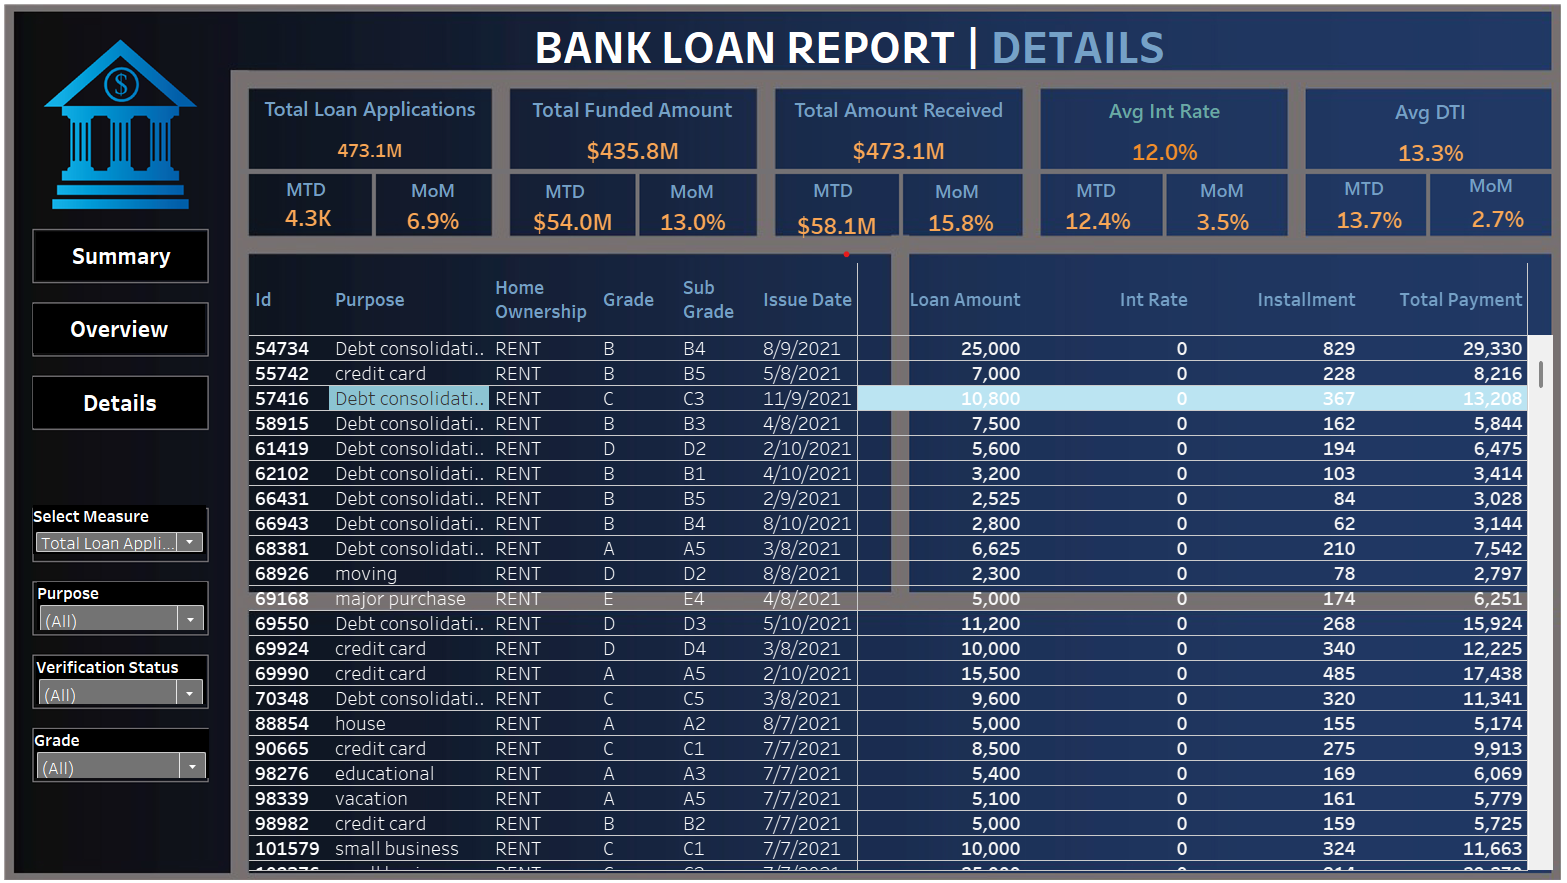 BANK LOAN REPORT | DETAILS
$
Total Loan Applications
473.1M
MTD
4.3K
MoM
6.9%
Total Funded Amount
$435.8M
MTD
$54.0M
MoM
13.0%
Total Amount Received
$473.1M
MTD
$58.1M
MoM
15.8%
Avg Int Rate
12.0%
MTD
12.4%
MoM
3.5%
Avg DTI
13.3%
MTD
13.7%
MoM
2.7%
Summary
Overview
Details
Select Measure
Total Loan Appli...
Purpose
(All)
Verification Status
(All)
Grade
(All)
Id Purpose Home Ownership Grade Sub Grade Issue Date Loan Amount Int Rate Installment Total Payment
54734 Debt consolidati.. RENT B B4 8/9/2021 25,000 0 829 29,330
55742 credit card RENT B B5 5/8/2021 7,000 0 228 8,216
57416 Debt consolidati.. RENT C C3 11/9/2021 10,800 0 367 13,208
58915 Debt consolidati.. RENT B B3 4/8/2021 7,500 0 162 5,844
61419 Debt consolidati.. RENT D D2 2/10/2021 5,600 0 194 6,475
62102 Debt consolidati.. RENT B B1 4/10/2021 3,200 0 103 3,414
66431 Debt consolidati.. RENT B B5 2/9/2021 2,525 0 84 3,028
66943 Debt consolidati.. RENT B B4 8/10/2021 2,800 0 62 3,144
68381 Debt consolidati.. RENT A A5 3/8/2021 6,625 0 210 7,542
68926 moving RENT D D2 8/8/2021 2,300 0 78 2,797
69168 major purchase RENT E E4 4/8/2021 5,000 0 174 6,251
69550 Debt consolidati.. RENT D D3 5/10/2021 11,200 0 268 15,924
69924 credit card RENT D D4 3/8/2021 10,000 0 340 12,225
69990 credit card RENT A A5 2/10/2021 15,500 0 485 17,438
70348 Debt consolidati.. RENT C C5 3/8/2021 9,600 0 320 11,341
88854 house RENT A A2 8/7/2021 5,000 0 155 5,174
90665 credit card RENT C C1 7/7/2021 8,500 0 275 9,913
98276 educational RENT A A3 7/7/2021 5,400 0 169 6,069
98339 vacation RENT A A5 7/7/2021 5,100 0 161 5,779
98982 credit card RENT B B2 7/7/2021 5,000 0 159 5,725
101579 small business RENT C C1 7/7/2021 10,000 0 324 11,663